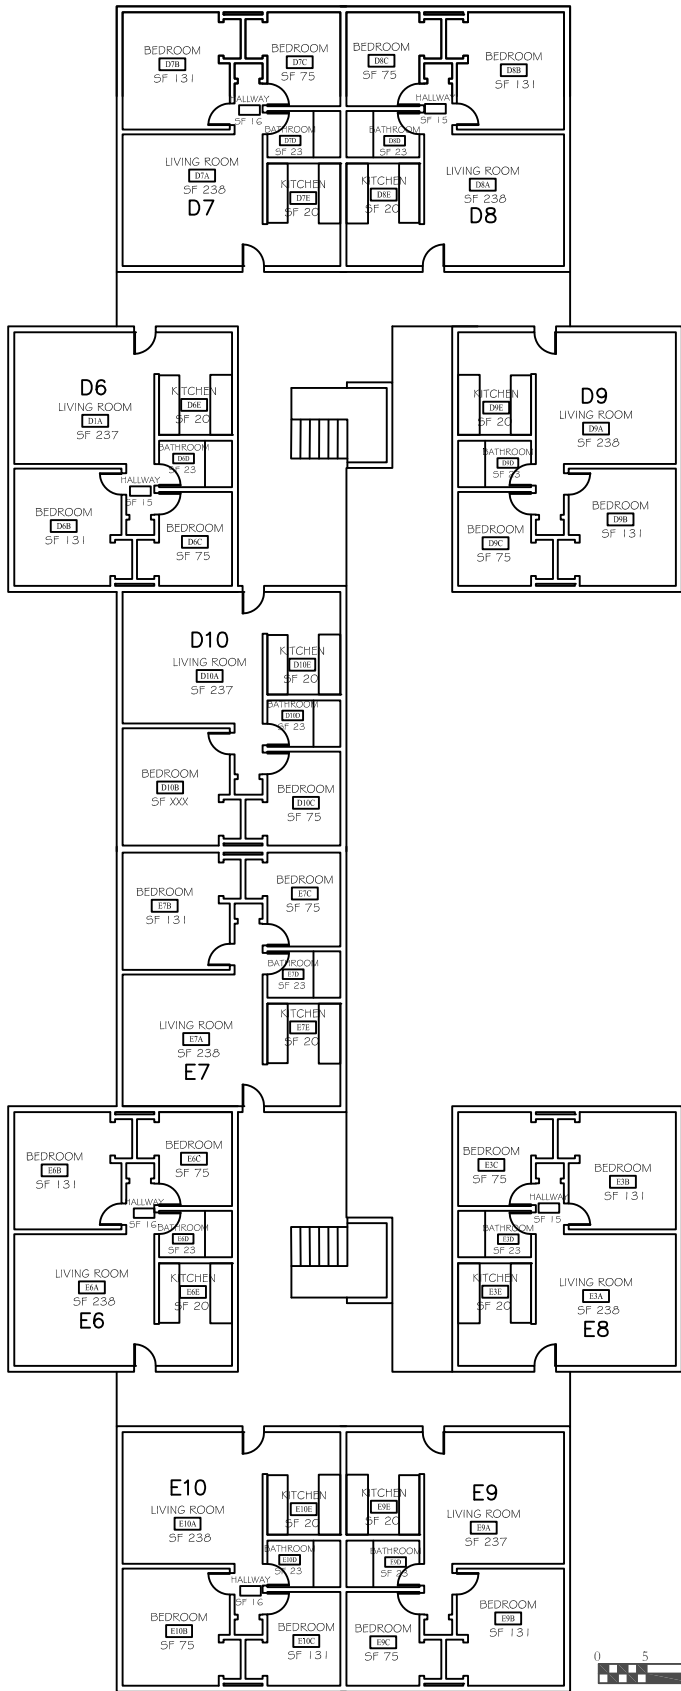 BEDROOM
D7B
SF 131
BEDROOM
D7C
SF 75
HALLWAY
SF 16
BATHROOM
D7D
SF 23
LIVING ROOM
D7A
SF 238
D7
KITCHEN
D7E
SF 20
BEDROOM
D8C
SF 75
BEDROOM
D8B
SF 131
HALLWAY
SF 15
BATHROOM
D8D
SF 23
KITCHEN
D8E
SF 20
LIVING ROOM
D8A
SF 238
D8
D6
LIVING ROOM
D1A
SF 237
KITCHEN
D6E
SF 20
BATHROOM
D6D
SF 23
HALLWAY
SF 15
BEDROOM
D6B
SF 131
BEDROOM
D6C
SF 75
KITCHEN
D9E
SF 20
D9
LIVING ROOM
D9A
SF 238
BATHROOM
D9D
SF 23
BEDROOM
D9C
SF 75
BEDROOM
D9B
SF 131
D10
LIVING ROOM
D10A
SF 237
KITCHEN
D10E
SF 20
BATHROOM
D10D
SF 23
BEDROOM
D10B
SF XXX
BEDROOM
D10C
SF 75
BEDROOM
E7B
SF 131
BEDROOM
E7C
SF 75
BATHROOM
E7D
SF 23
LIVING ROOM
E7A
SF 238
E7
KITCHEN
E7E
SF 20
BEDROOM
E6B
SF 131
BEDROOM
E6C
SF 75
HALLWAY
SF 16
BATHROOM
E6D
SF 23
LIVING ROOM
E6A
SF 238
E6
KITCHEN
E6E
SF 20
BEDROOM
E3C
SF 75
BEDROOM
E3B
SF 131
HALLWAY
SF 15
BATHROOM
E3D
SF 23
KITCHEN
E3E
SF 20
LIVING ROOM
E3A
SF 238
E8
E10
LIVING ROOM
E10A
SF 238
KITCHEN
E10E
SF 20
BATHROOM
E10D
SF 23
HALLWAY
SF 16
BEDROOM
E10B
SF 75
BEDROOM
E10C
SF 131
KITCHEN
E9E
SF 20
E9
LIVING ROOM
E9A
SF 237
BATHROOM
E9D
SF 23
BEDROOM
E9C
SF 75
BEDROOM
E9B
SF 131
0 5